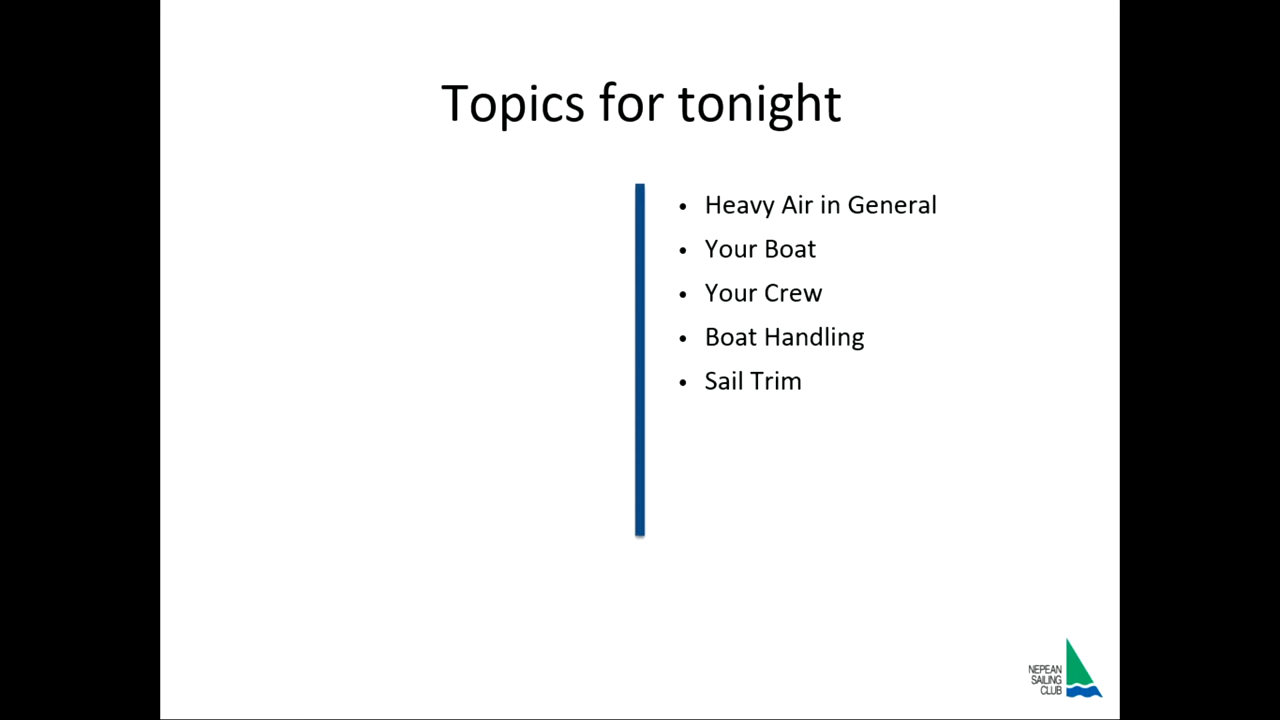 Topics for tonight
• Heavy Air in General
• Your Boat
• Your Crew
• Boat Handling
• Sail Trim
NEPEAN
SAILING
CLUB